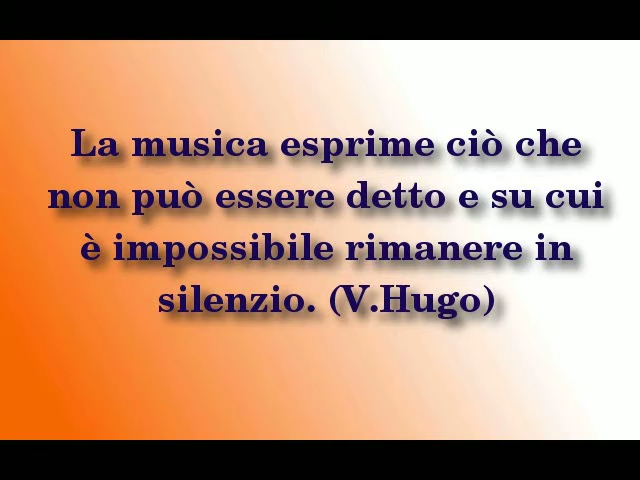 La musica esprime ciò che
non può essere detto e su cui
è impossibile rimanere in
silenzio. (V.Hugo)